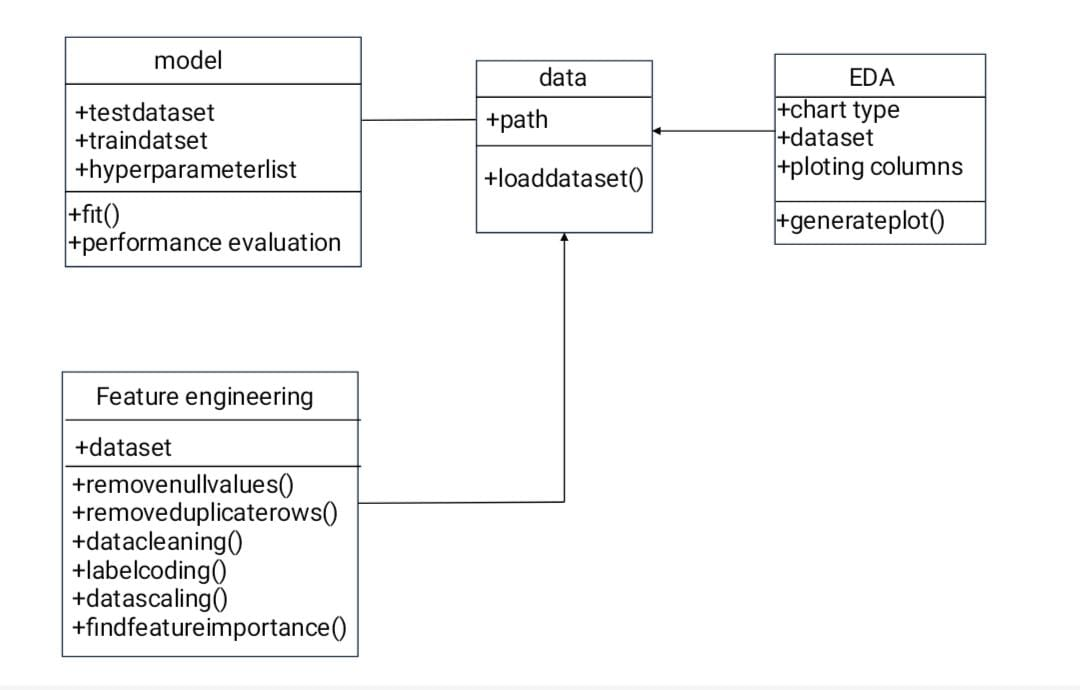 model
+testdataset
+traindatset
+hyperparameterlist
+fit()
+performance evaluation
data
+path
+loaddataset()
EDA
+chart type
+dataset
+ploting columns
+generateplot()
Feature engineering
+dataset
+removenullvalues()
+removeduplicaterows()
+datacleaning()
+labelcoding()
+datascaling()
+findfeatureimportance()